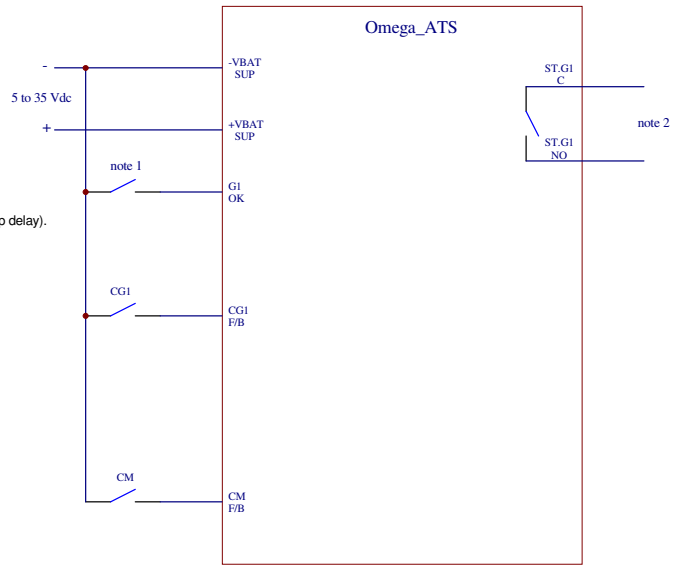 Omega_ATS
-
-VBAT
SUP
5 to 35 Vdc
+
+VBAT
SUP
ST.G1
C
note 2
ST.G1
NO
note 1
G1
OK
p delay).
CG1
CG1
F/B
CM
CM
F/B